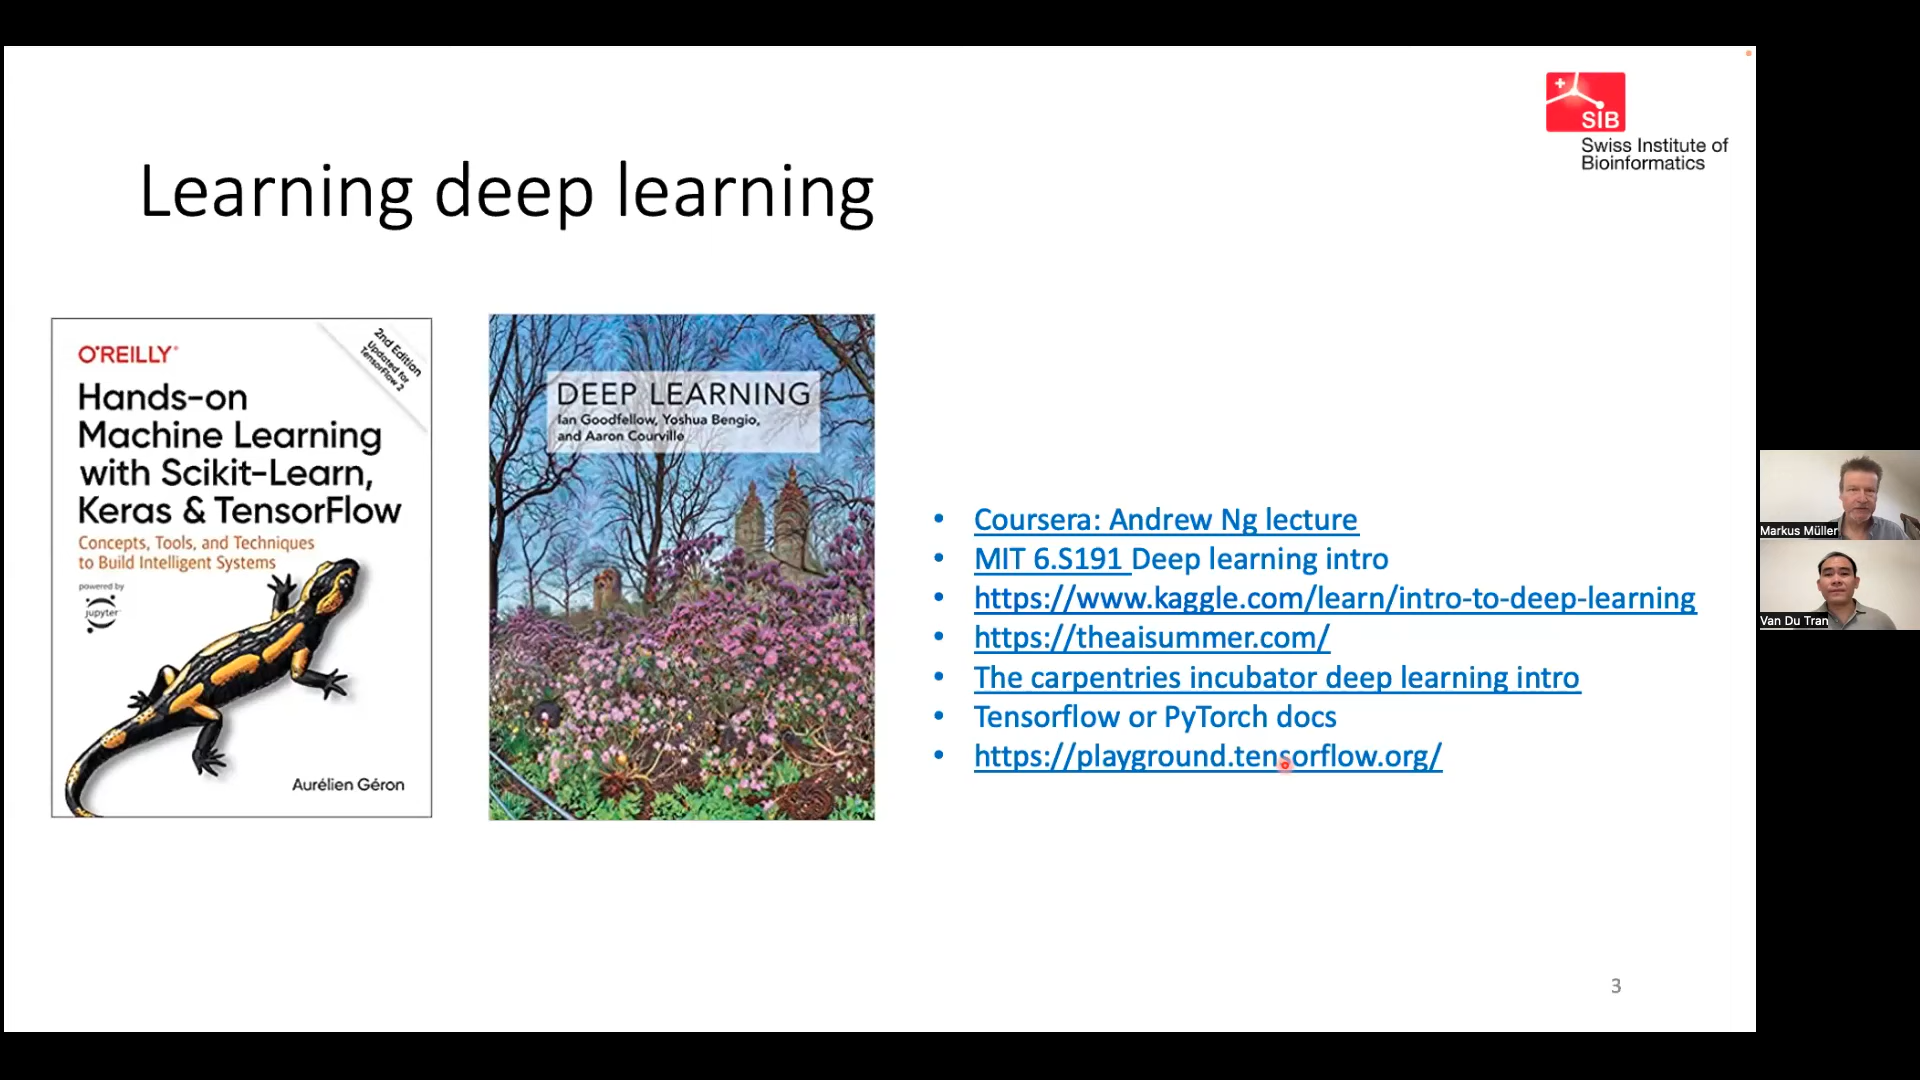 SIB
Swiss Institute of
Bioinformatics
Learning deep learning
O'REILLY®
2nd Edition
Updated for
TensorFlow 2
Hands-on
Machine Learning
with Scikit-Learn,
Keras & TensorFlow
Concepts, Tools, and Techniques
to Build Intelligent Systems
powered by
jupyter
Aurélien Géron
DEEP LEARNING
Ian Goodfellow, Yoshua Bengio,
and Aaron Courville
• Coursera: Andrew Ng lecture
• MIT 6.S191 Deep learning intro
• https://www.kaggle.com/learn/intro-to-deep-learning
• https://theaisummer.com/
• The carpentries incubator deep learning intro
• Tensorflow or PyTorch docs
• https://playground.tensorflow.org/
3
Markus Müller
Van Du Tran